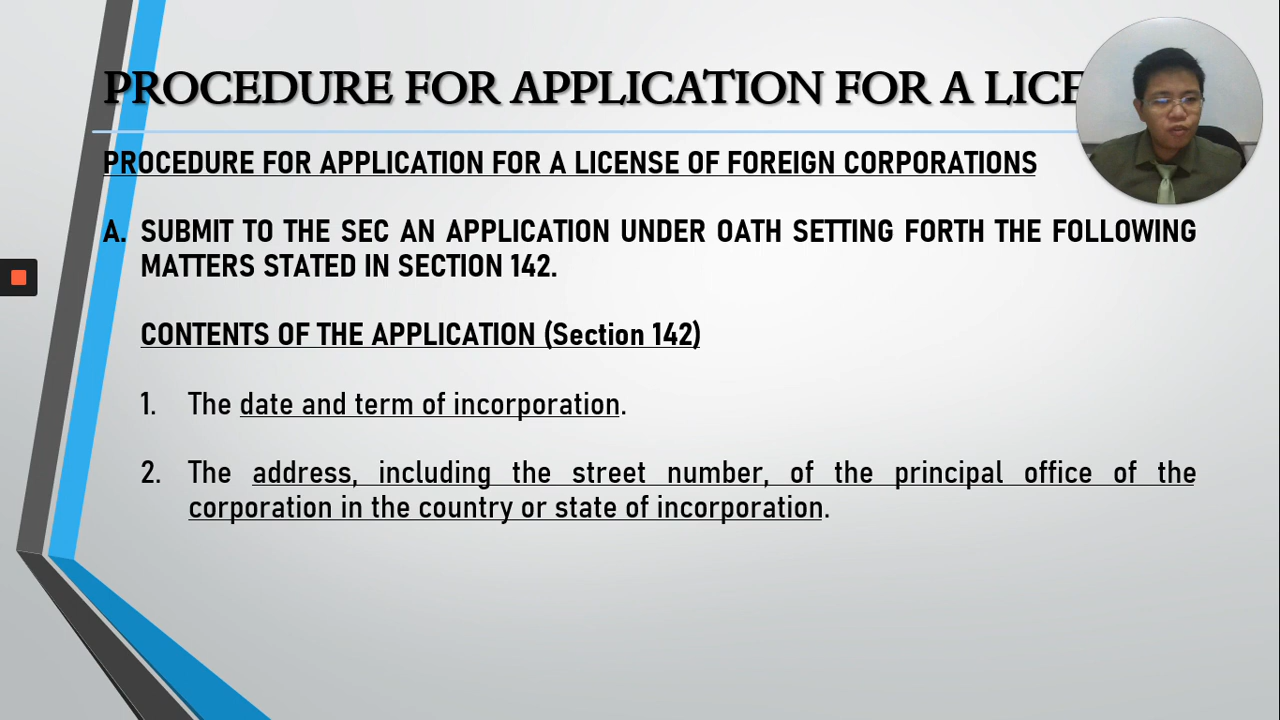 PROCEDURE FOR APPLICATION FOR A LICE
PROCEDURE FOR APPLICATION FOR A LICENSE OF FOREIGN CORPORATIONS
A. SUBMIT TO THE SEC AN APPLICATION UNDER OATH SETTING FORTH THE FOLLOWING
MATTERS STATED IN SECTION 142.
CONTENTS OF THE APPLICATION (Section 142)
1. The date and term of incorporation.
2. The address, including the street number, of the principal office of the
corporation in the country or state of incorporation.